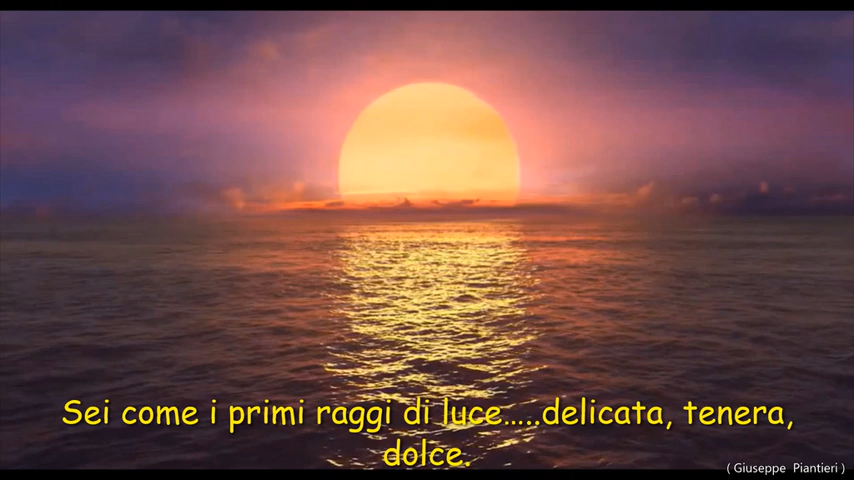 Sei come i primi raggi di luce.....delicata, tenera,
dolce.
( Giuseppe Piantieri )